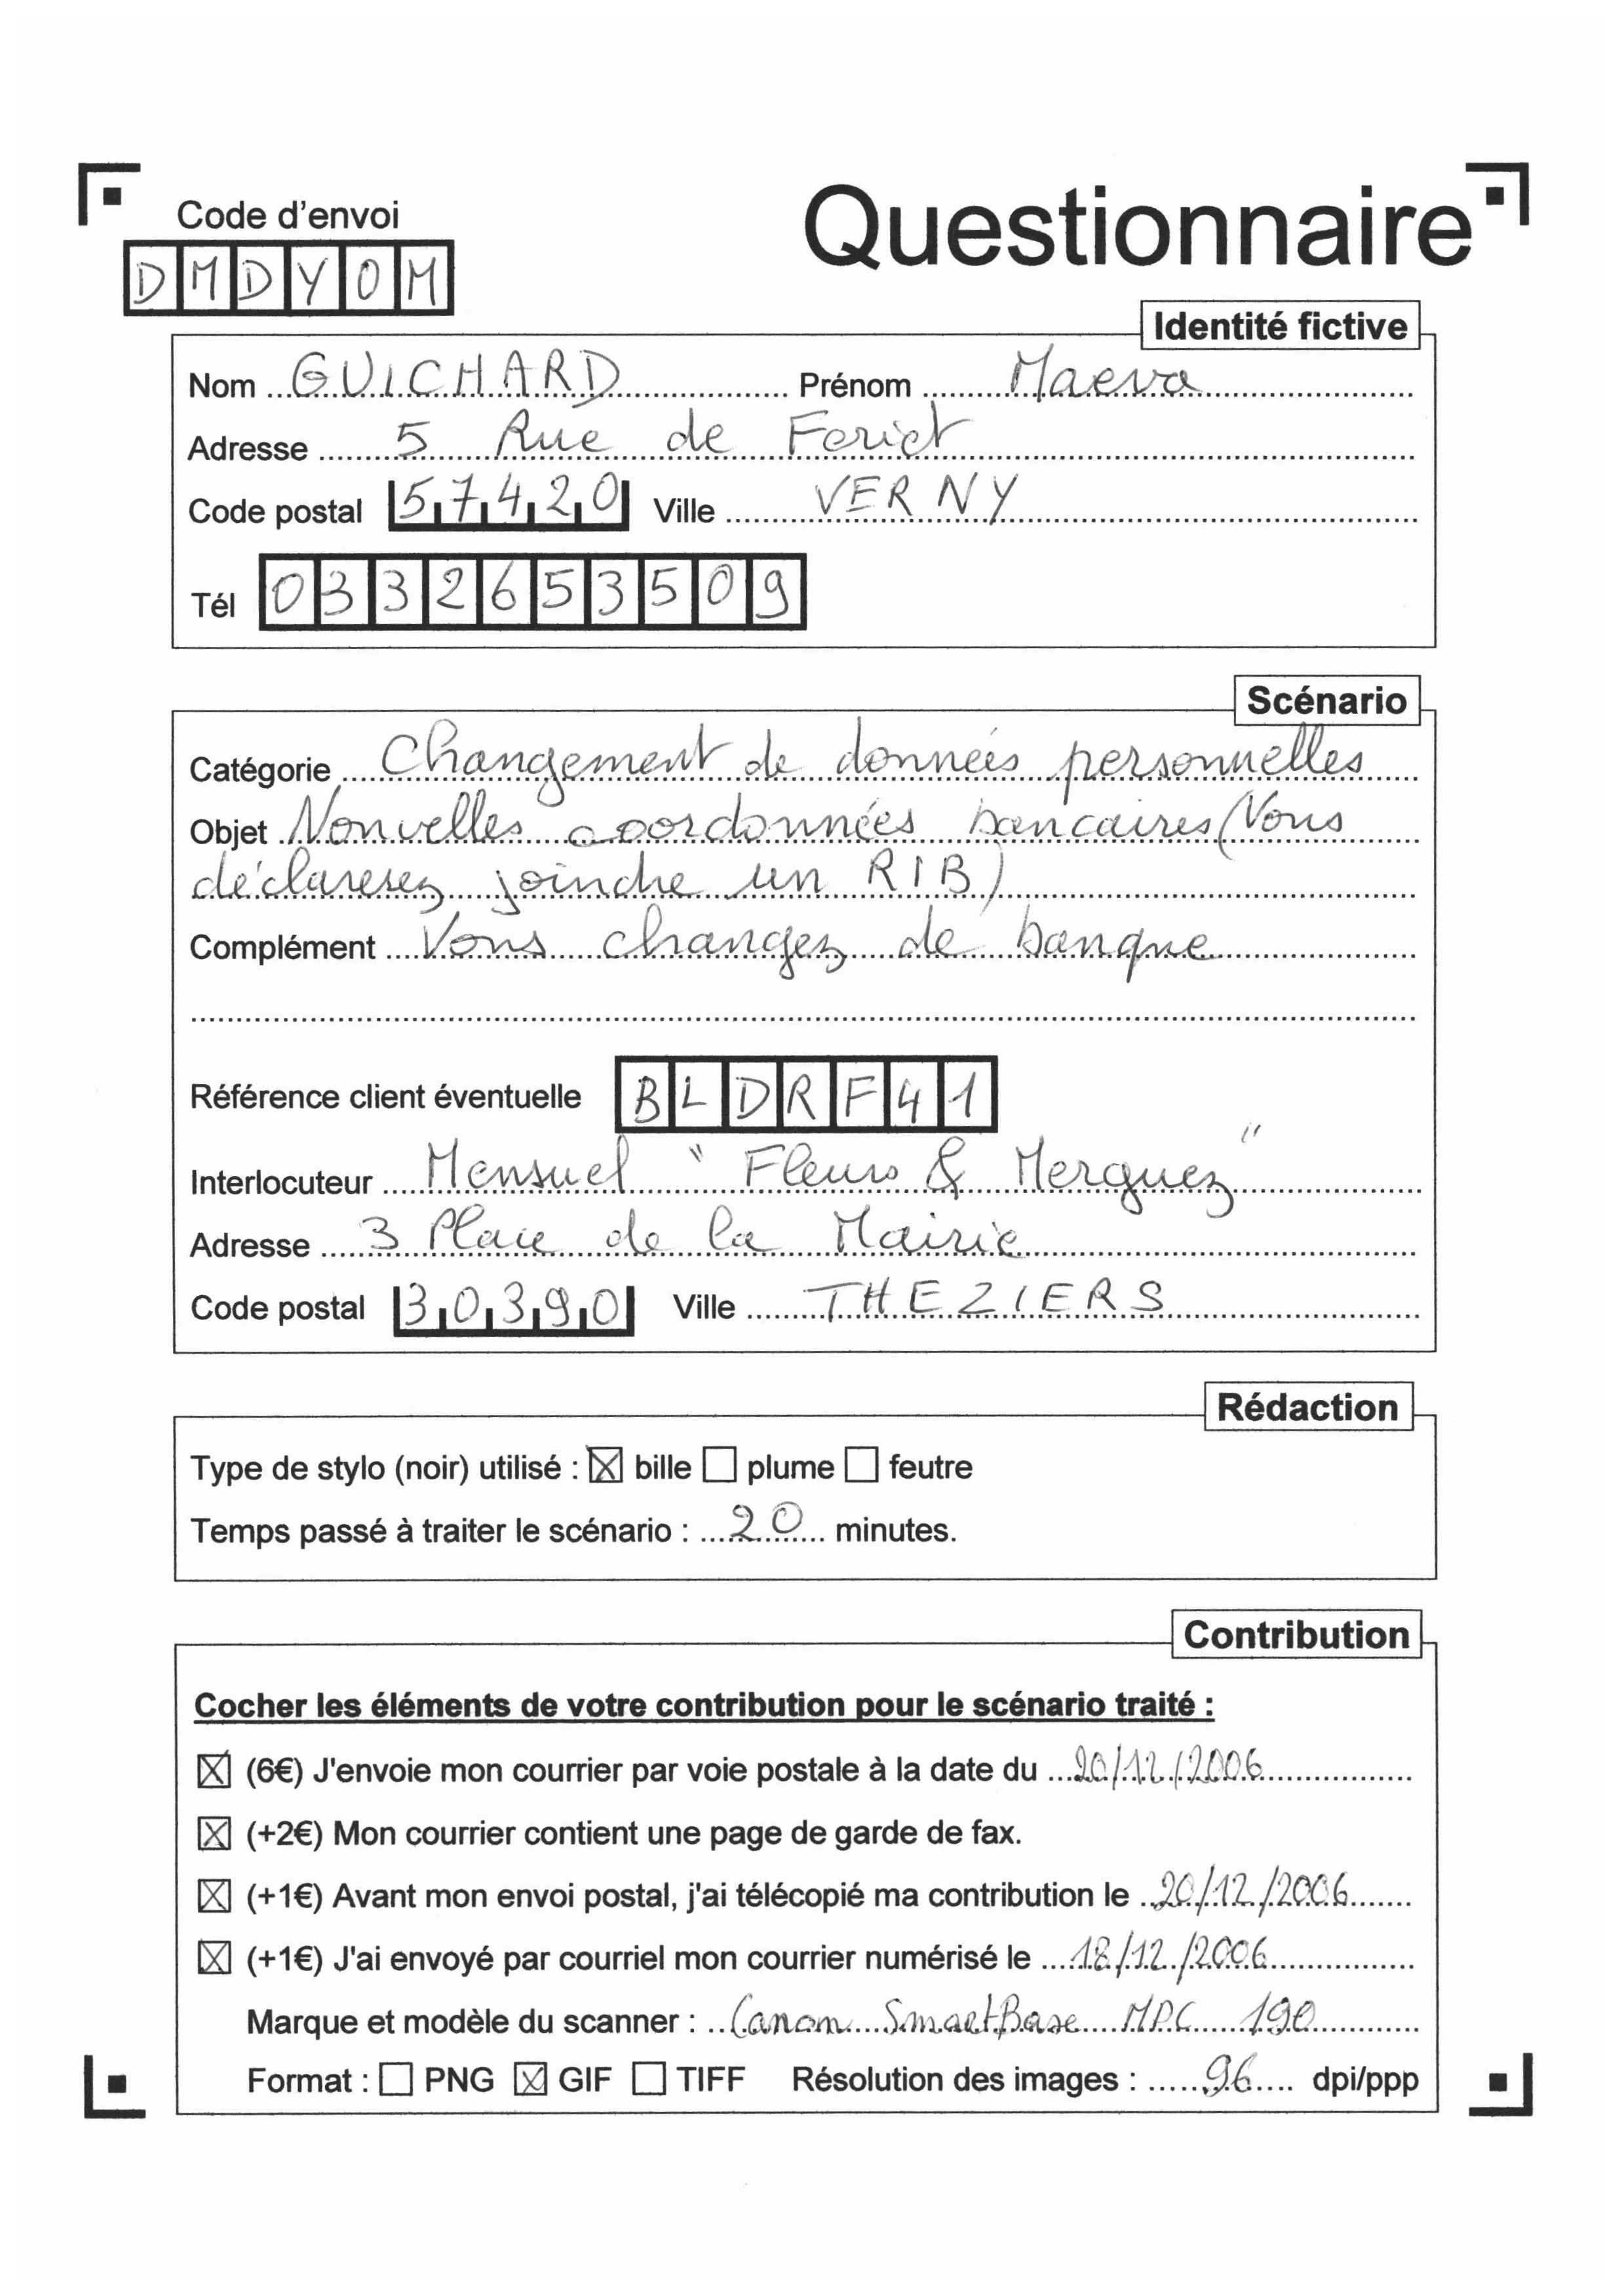 Code d'envoi
Questionnaire
DMDYOM
Identité fictive
Nom GUICHARD Prénom Maeva
Adresse 5 Rue de Feriet
Code postal 57420 Ville VERNY
Tél 0332653509
Scénario
Catégorie Changement de données personnelles
Objet Nouvelles coordonnées bancaires (Vous
déclarerez joindre un RIB)
Complément Vous changez de banque
Référence client éventuelle BLDRF41
Interlocuteur Mensuel "Fleurs & Merguez"
Adresse 3 Place de la Mairie
Code postal 30390 Ville THEZIERS
Rédaction
Type de stylo (noir) utilisé : ☒ bille ☐ plume ☐ feutre
Temps passé à traiter le scénario : 20 minutes.
Contribution
Cocher les éléments de votre contribution pour le scénario traité :
☒ (6€) J'envoie mon courrier par voie postale à la date du 20/12/2006
☒ (+2€) Mon courrier contient une page de garde de fax.
☒ (+1€) Avant mon envoi postal, j'ai télécopié ma contribution le 20/12/2006
☒ (+1€) J'ai envoyé par courriel mon courrier numérisé le 18/12/2006
Marque et modèle du scanner : Canon SmartBase MPC 190
Format : ☐ PNG ☒ GIF ☐ TIFF Résolution des images : 96 dpi/ppp